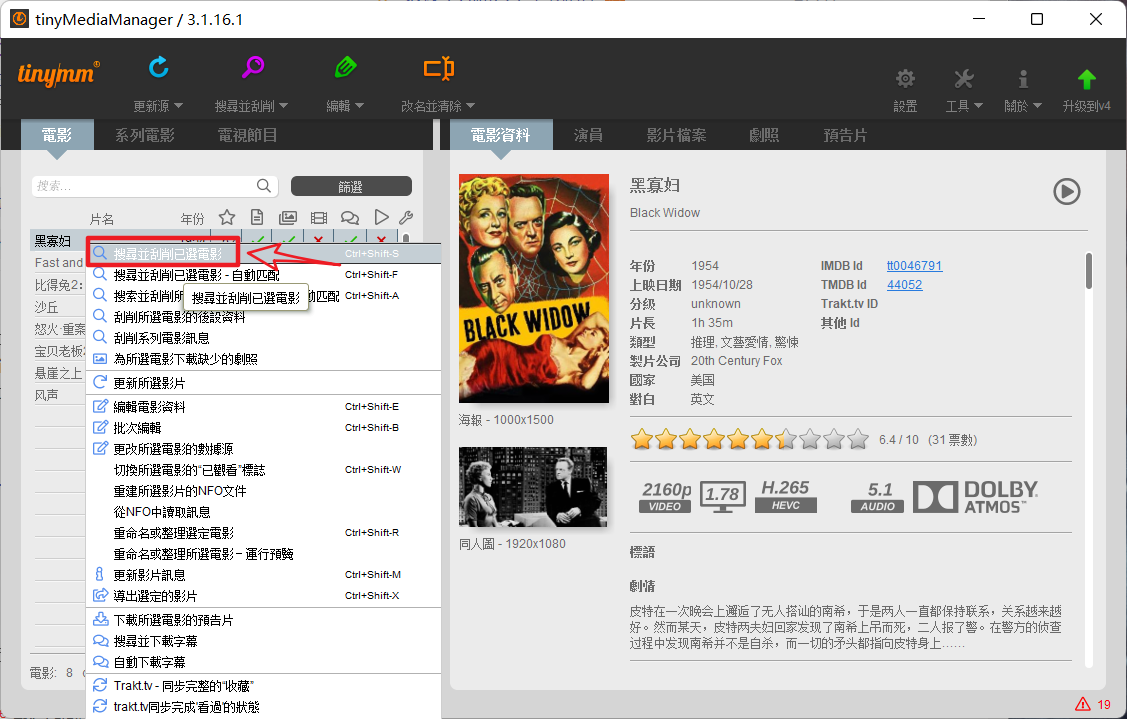 tinyMediaManager / 3.1.16.1
tinymm®
更新源
搜尋並刮削
編輯
改名並清除
設置
工具
關於
升级到v4
電影
系列電影
電視節目
電影資料
演員
影片檔案
劇照
預告片
搜索...
篩選
片名
年份
黑寡妇
Fast and
比得兔2:
沙丘
怒火·重案
宝贝老板
悬崖之上
风声
電影: 8
搜尋並刮削已選電影 Ctrl+Shift-S
搜尋並刮削已選電影 - 自動匹配 Ctrl+Shift-F
搜索並刮削所 動匹配 Ctrl+Shift-A
搜尋並刮削已選電影
刮削所選電影的後設資料
刮削系列電影訊息
為所選電影下載缺少的劇照
更新所選影片
編輯電影資料 Ctrl+Shift-E
批次編輯 Ctrl+Shift-B
更改所選電影的數據源
切換所選電影的“已觀看”標誌 Ctrl+Shift-W
重建所選影片的NFO文件
從NFO中讀取訊息
重命名或整理選定電影 Ctrl+Shift-R
重命名或整理所選電影 – 運行預覽
更新影片訊息 Ctrl+Shift-M
導出選定的影片 Ctrl+Shift-X
下載所選電影的預告片
搜尋並下載字幕
自動下載字幕
Trakt.tv - 同步完整的“收藏”
trakt.tv同步完成'看過'的狀態
海報 - 1000x1500
同人圖 - 1920x1080
BLACK WIDOW
黑寡妇
Black Widow
年份 1954
上映日期 1954/10/28
分級 unknown
片長 1h 35m
類型 推理, 文藝愛情, 驚悚
製片公司 20th Century Fox
國家 美国
對白 英文
IMDB Id tt0046791
TMDB Id 44052
Trakt.tv ID
其他 Id
6.4 / 10 (31 票數)
2160p VIDEO
1.78
H.265 HEVC
5.1 AUDIO
DOLBY ATMOS™
標語
劇情
皮特在一次晚会上邂逅了无人搭讪的南希，于是两人一直都保持联系，关系越来越
好。然而某天，皮特两夫妇回家发现了南希上吊而死，二人报了警。在警方的侦查
过程中发现南希并不是自杀，而一切的矛头都指向皮特身上……
19